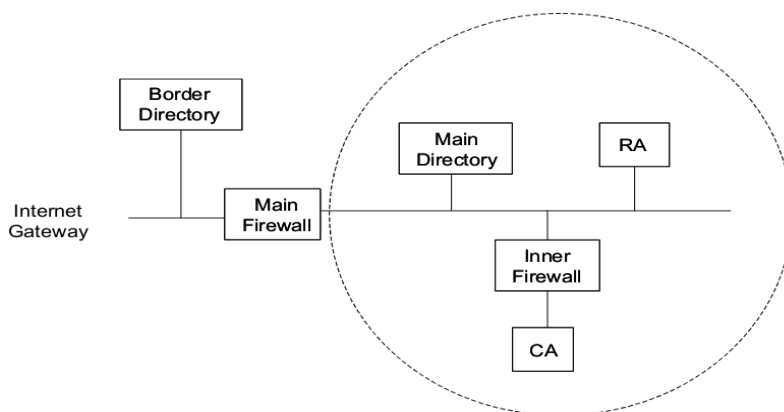 Border
Directory
Main
Directory
RA
Internet
Gateway
Main
Firewall
Inner
Firewall
CA